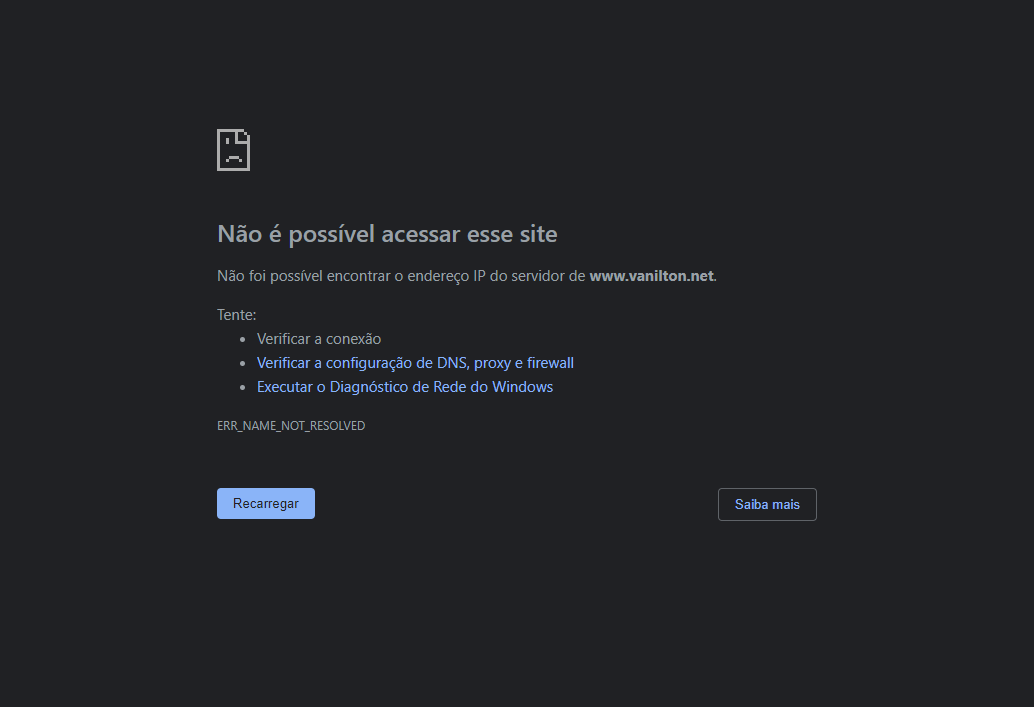 Não é possível acessar esse site
Não foi possível encontrar o endereço IP do servidor de www.vanilton.net.
Tente:
Verificar a conexão
Verificar a configuração de DNS, proxy e firewall
Executar o Diagnóstico de Rede do Windows
ERR_NAME_NOT_RESOLVED
Recarregar
Saiba mais